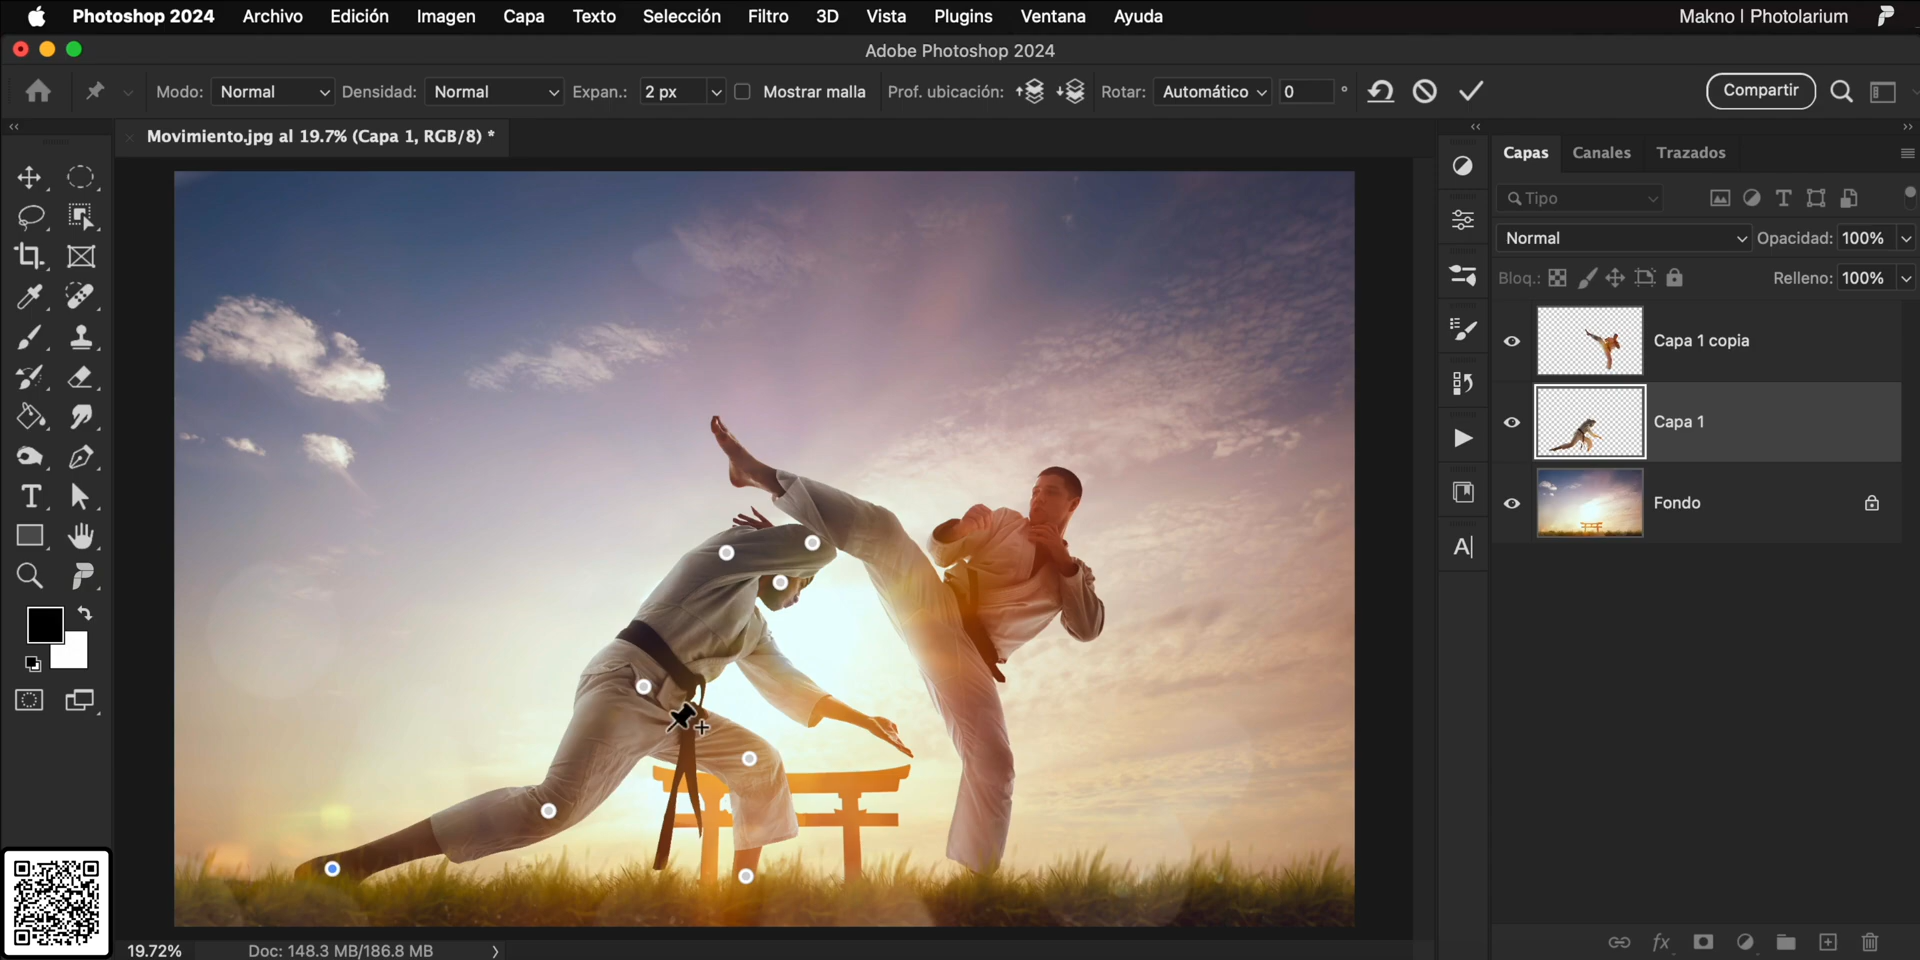 Photoshop 2024 Archivo Edición Imagen Capa Texto Selección Filtro 3D Vista Plugins Ventana Ayuda Makno | Photolarium
Adobe Photoshop 2024
Modo: Normal Densidad: Normal Expan.: 2 px Mostrar malla Prof. ubicación: Rotar: Automático 0 ° Compartir
Movimiento.jpg al 19.7% (Capa 1, RGB/8) *
Capas Canales Trazados
Tipo
Normal Opacidad: 100%
Bloq.: Relleno: 100%
Capa 1 copia
Capa 1
Fondo
19.72% Doc: 148.3 MB/186.8 MB